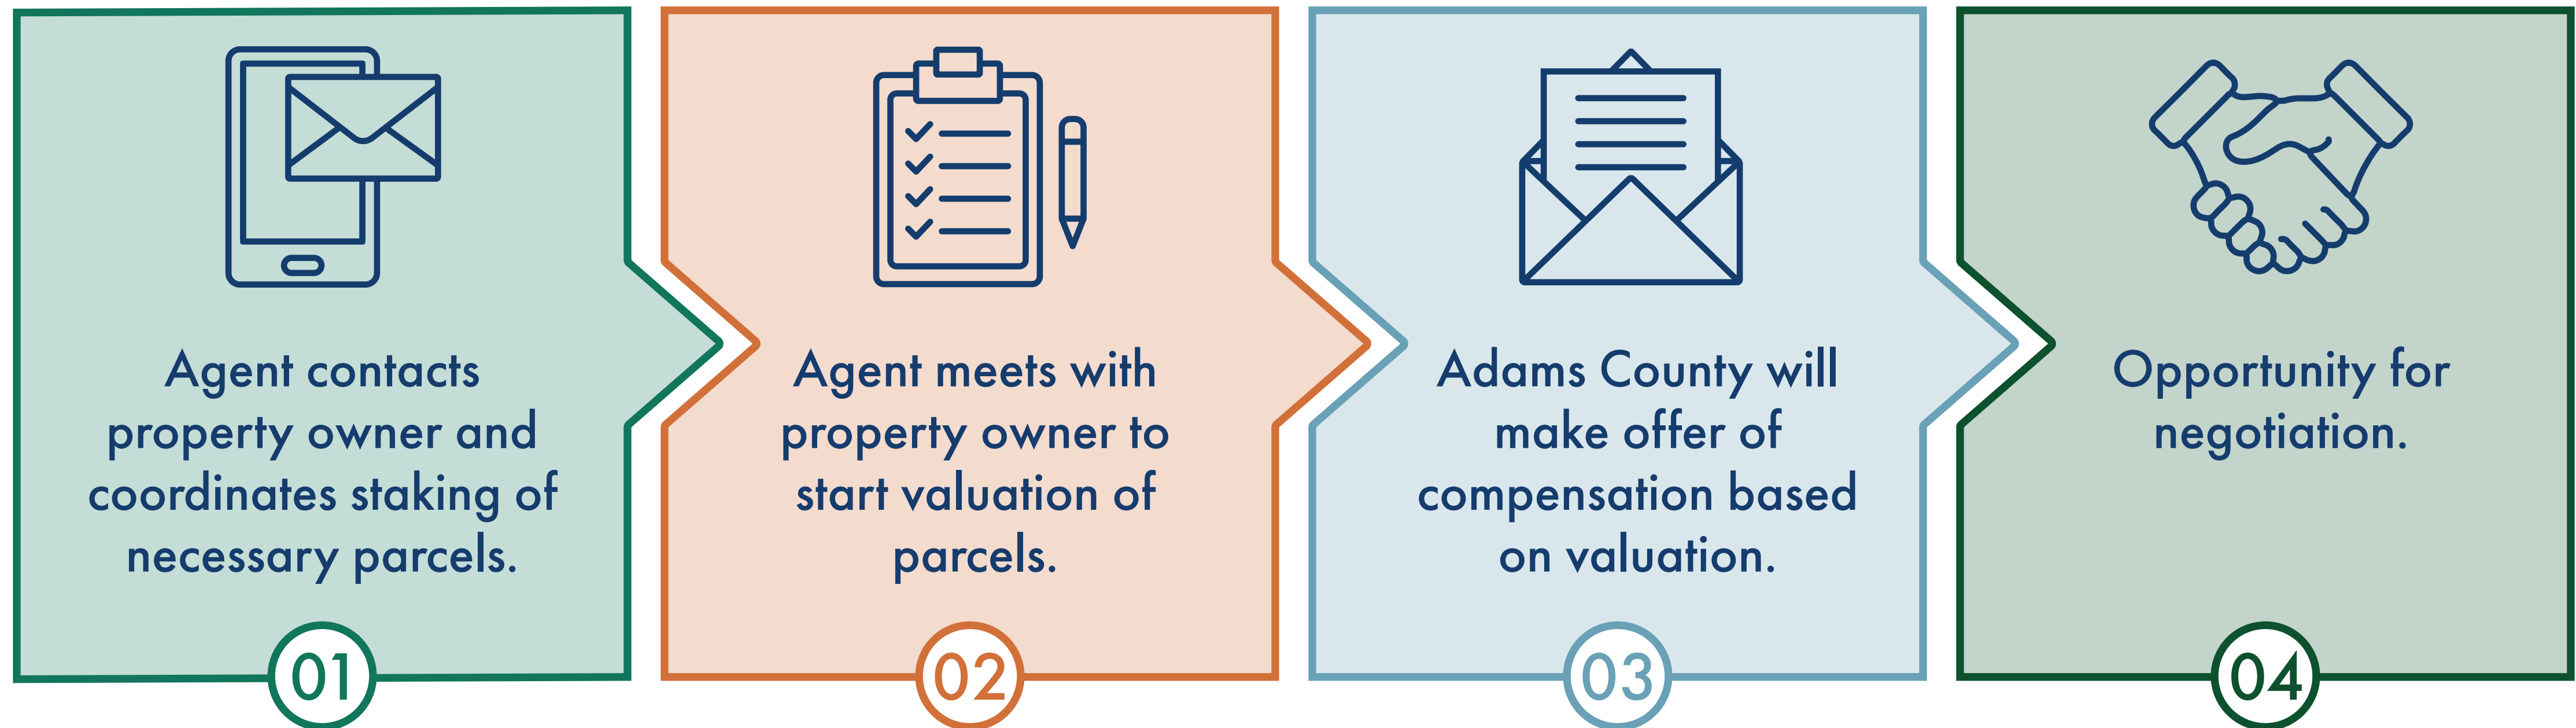 Agent contacts
property owner and
coordinates staking of
necessary parcels.
01
Agent meets with
property owner to
start valuation of
parcels.
02
Adams County will
make offer of
compensation based
on valuation.
03
Opportunity for
negotiation.
04